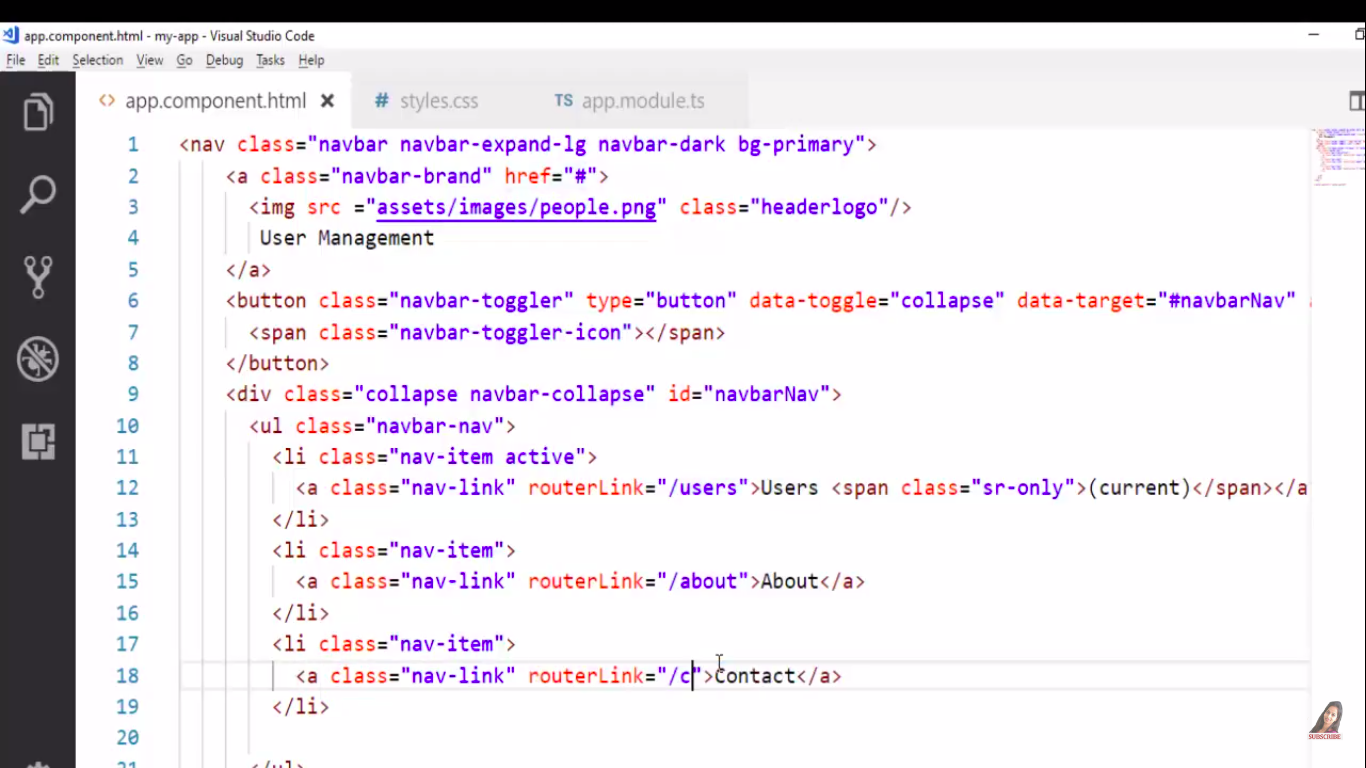 app.component.html - my-app - Visual Studio Code
File Edit Selection View Go Debug Tasks Help
<> app.component.html × # styles.css TS app.module.ts
1 <nav class="navbar navbar-expand-lg navbar-dark bg-primary">
2 <a class="navbar-brand" href="#">
3 <img src ="assets/images/people.png" class="headerlogo"/>
4 User Management
5 </a>
6 <button class="navbar-toggler" type="button" data-toggle="collapse" data-target="#navbarNav"
7 <span class="navbar-toggler-icon"></span>
8 </button>
9 <div class="collapse navbar-collapse" id="navbarNav">
10 <ul class="navbar-nav">
11 <li class="nav-item active">
12 <a class="nav-link" routerLink="/users">Users <span class="sr-only">(current)</span></a
13 </li>
14 <li class="nav-item">
15 <a class="nav-link" routerLink="/about">About</a>
16 </li>
17 <li class="nav-item">
18 <a class="nav-link" routerLink="/c">Contact</a>
19 </li>
20
21 </ul>
SUBSCRIBE